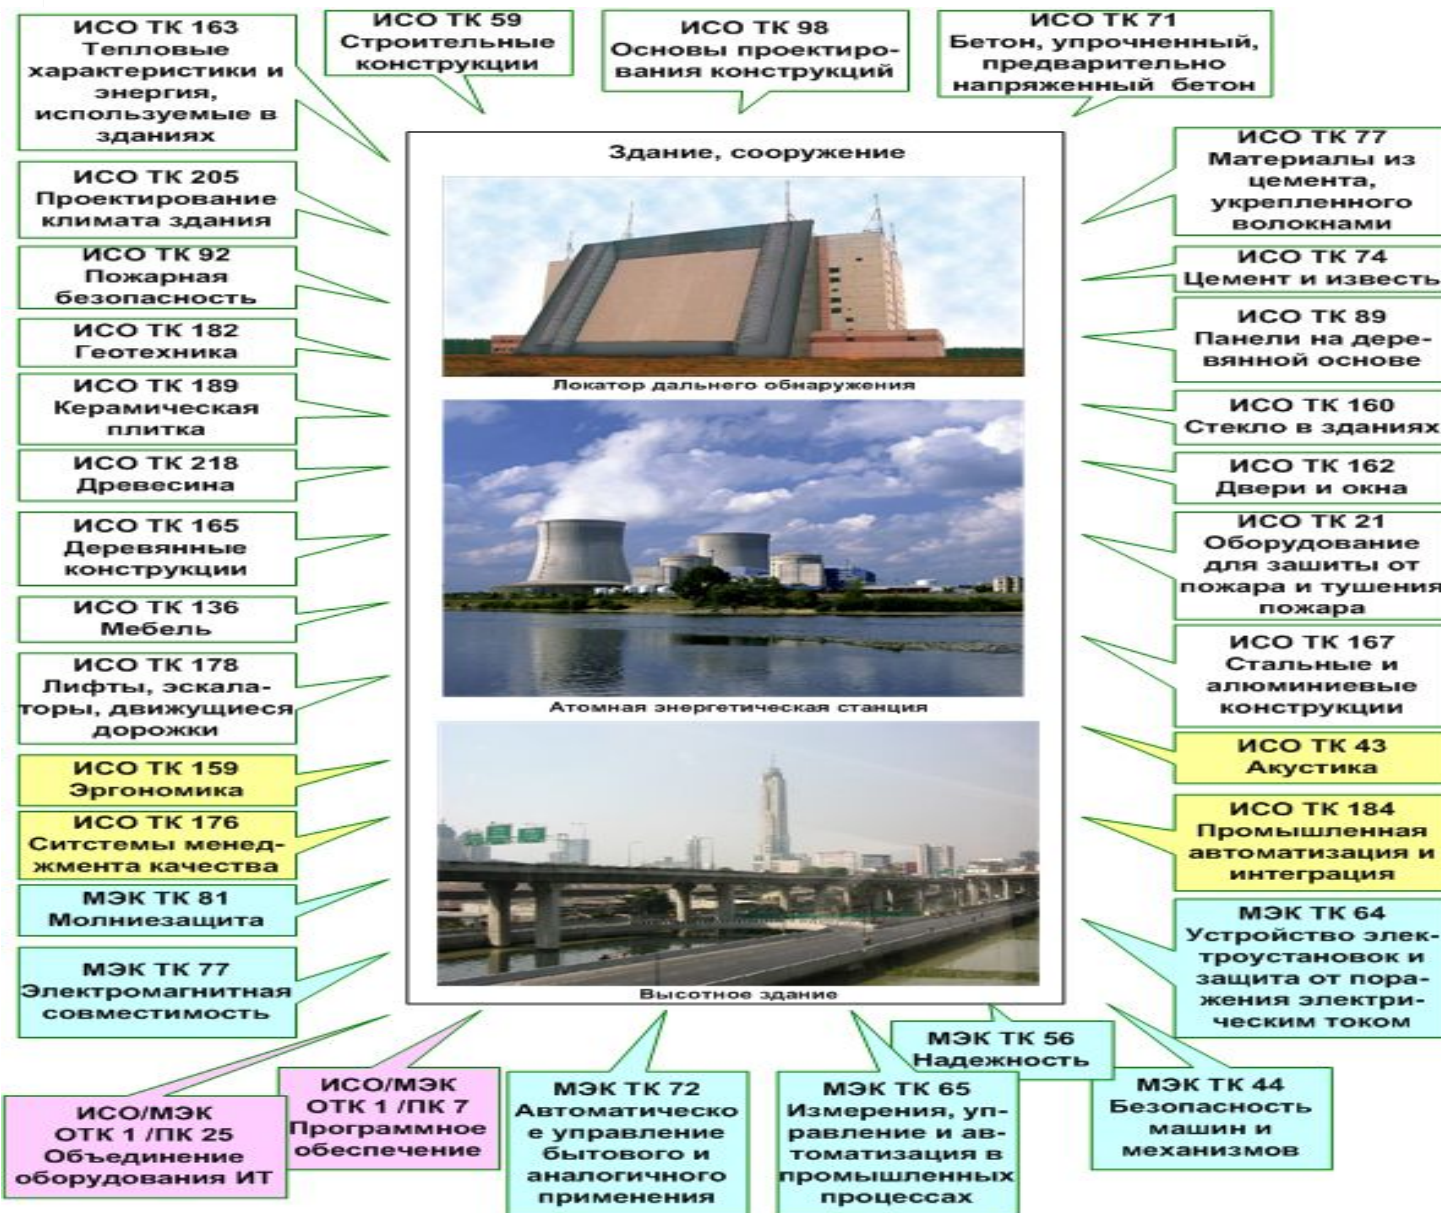 ИСО ТК 163
Тепловые
характеристики и
энергия,
используемые в
зданиях
ИСО ТК 59
Строительные
конструкции
ИСО ТК 98
Основы проектиро-
вания конструкций
ИСО ТК 71
Бетон, упрочненный,
предварительно
напряженный бетон
ИСО ТК 205
Проектирование
климата здания
ИСО ТК 92
Пожарная
безопасность
ИСО ТК 182
Геотехника
ИСО ТК 189
Керамическая
плитка
ИСО ТК 218
Древесина
ИСО ТК 165
Деревянные
конструкции
ИСО ТК 136
Мебель
ИСО ТК 178
Лифты, эскала-
торы, движущиеся
дорожки
ИСО ТК 159
Эргономика
ИСО ТК 176
Ситстемы менед-
жмента качества
МЭК ТК 81
Молниезащита
МЭК ТК 77
Электромагнитная
совместимость
Здание, сооружение
Локатор дальнего обнаружения
Атомная энергетическая станция
Высотное здание
ИСО ТК 77
Материалы из
цемента,
укрепленного
волокнами
ИСО ТК 74
Цемент и известь
ИСО ТК 89
Панели на дере-
вянной основе
ИСО ТК 160
Стекло в зданиях
ИСО ТК 162
Двери и окна
ИСО ТК 21
Оборудование
для зашиты от
пожара и тушения
пожара
ИСО ТК 167
Стальные и
алюминиевые
конструкции
ИСО ТК 43
Акустика
ИСО ТК 184
Промышленная
автоматизация и
интеграция
МЭК ТК 64
Устройство элек-
троустановок и
защита от пора-
жения электри-
ческим током
ИСО/МЭК
ОТК 1 /ПК 25
Объединение
оборудования ИТ
ИСО/МЭК
ОТК 1 /ПК 7
Программное
обеспечение
МЭК ТК 72
Автоматическо
е управление
бытового и
аналогичного
применения
МЭК ТК 65
Измерения, уп-
равление и ав-
томатизация в
промышленных
процессах
МЭК ТК 56
Надежность
МЭК ТК 44
Безопасность
машин и
механизмов